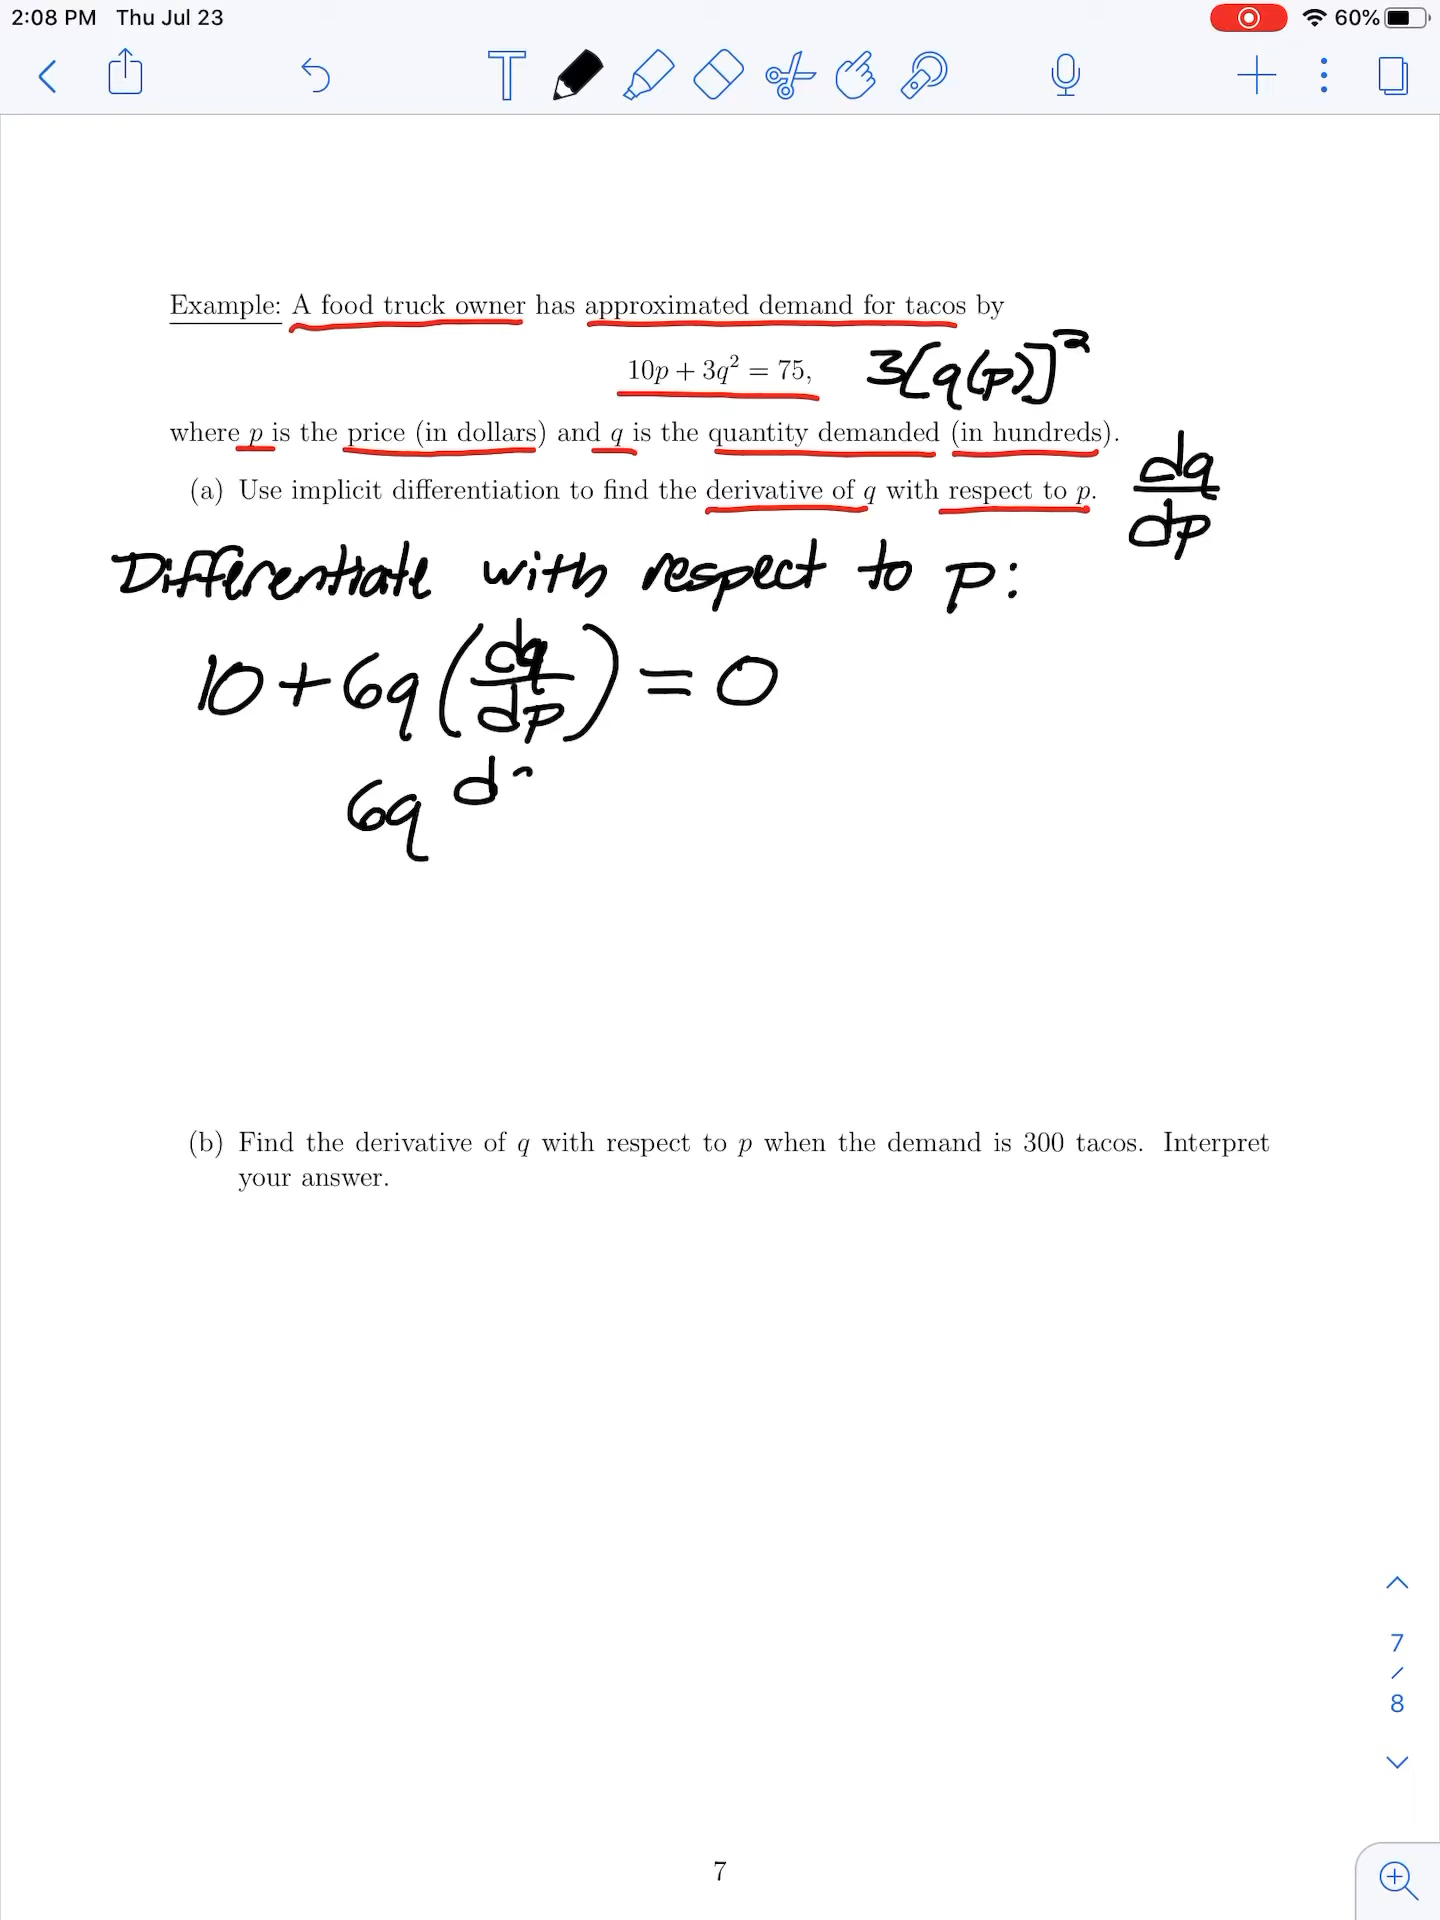 2:08 PM Thu Jul 23 60%
T
Example: A food truck owner has approximated demand for tacos by
10p + 3q² = 75, 3[q(p)]²
where p is the price (in dollars) and q is the quantity demanded (in hundreds).
(a) Use implicit differentiation to find the derivative of q with respect to p. dq/dp
Differentiate with respect to p:
10 + 6q (dq/dp) = 0
6q d
(b) Find the derivative of q with respect to p when the demand is 300 tacos. Interpret
your answer.
7
/
8
7